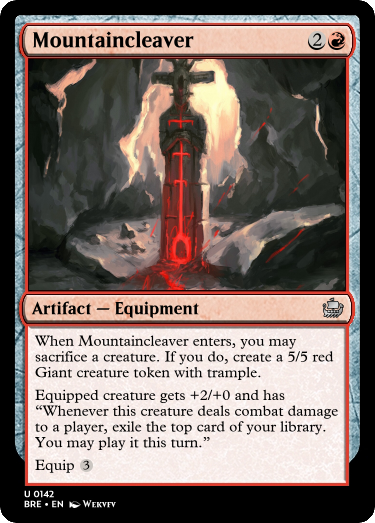 Mountaincleaver 2
Artifact — Equipment
When Mountaincleaver enters, you may
sacrifice a creature. If you do, create a 5/5 red
Giant creature token with trample.
Equipped creature gets +2/+0 and has
“Whenever this creature deals combat damage
to a player, exile the top card of your library.
You may play it this turn.”
Equip 3
U 0142
BRE • EN Wekvfv